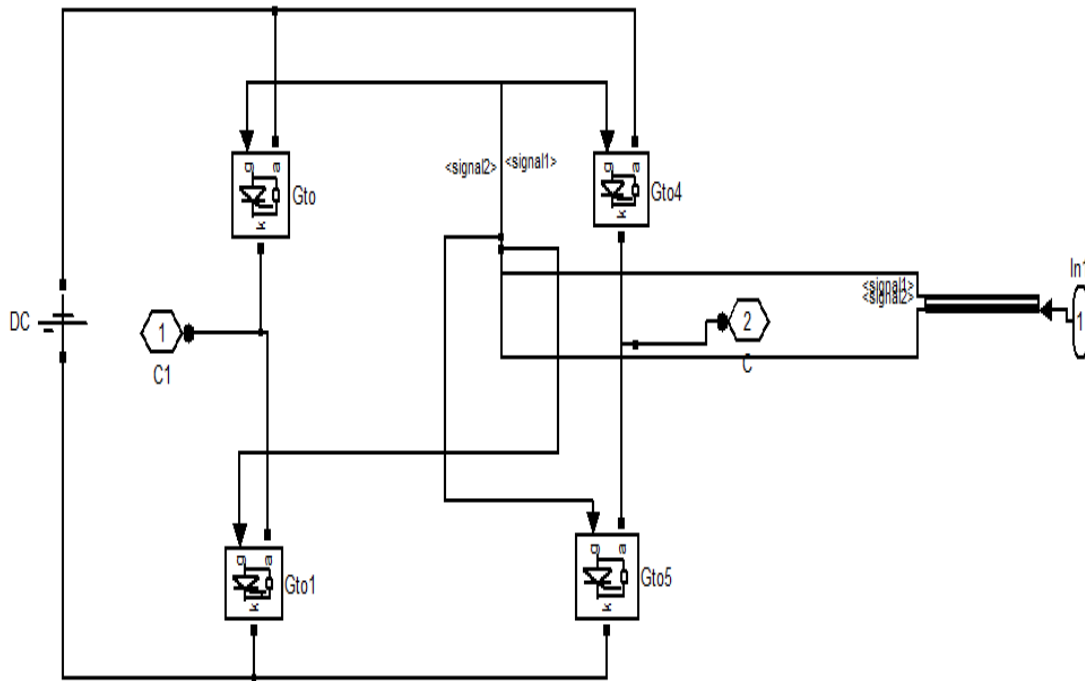 g
a
k
Gto
<signal2>
<signal1>
g
a
k
Gto4
DC
1
C1
2
C
<signal1>
<signal2>
In1
1
g
a
k
Gto1
g
a
k
Gto5